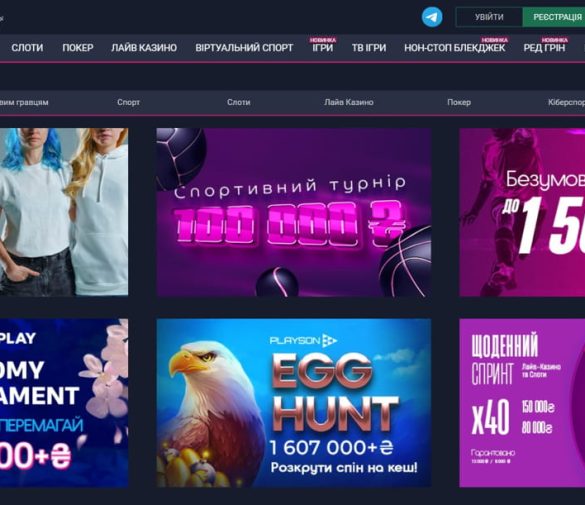 УВІЙТИ
РЕЄСТРАЦІЯ
СЛОТИ
ПОКЕР
ЛАЙВ КАЗИНО
ВІРТУАЛЬНИЙ СПОРТ
НОВИНКА
ІГРИ
ТВ ІГРИ
НОВИНКА
НОН-СТОП БЛЕКДЖЕК
НОВИНКА
РЕД ГРІН
вим гравцям
Спорт
Слоти
Лайв Казино
Покер
Кіберспор
Спортивний турнір
100 000 ₴
Безумов
ДО 1 50
PLAY
OMY
AMENT
ПЕРЕМАГАЙ
00+₴
PLAYSON
EGG
HUNT
1 607 000+₴
Розкрути спін на кеш!
ЩОДЕННИЙ
СПРИНТ
Лайв-Казино
та Слоти
X40
150 000₴
80 000₴
Гарантовано